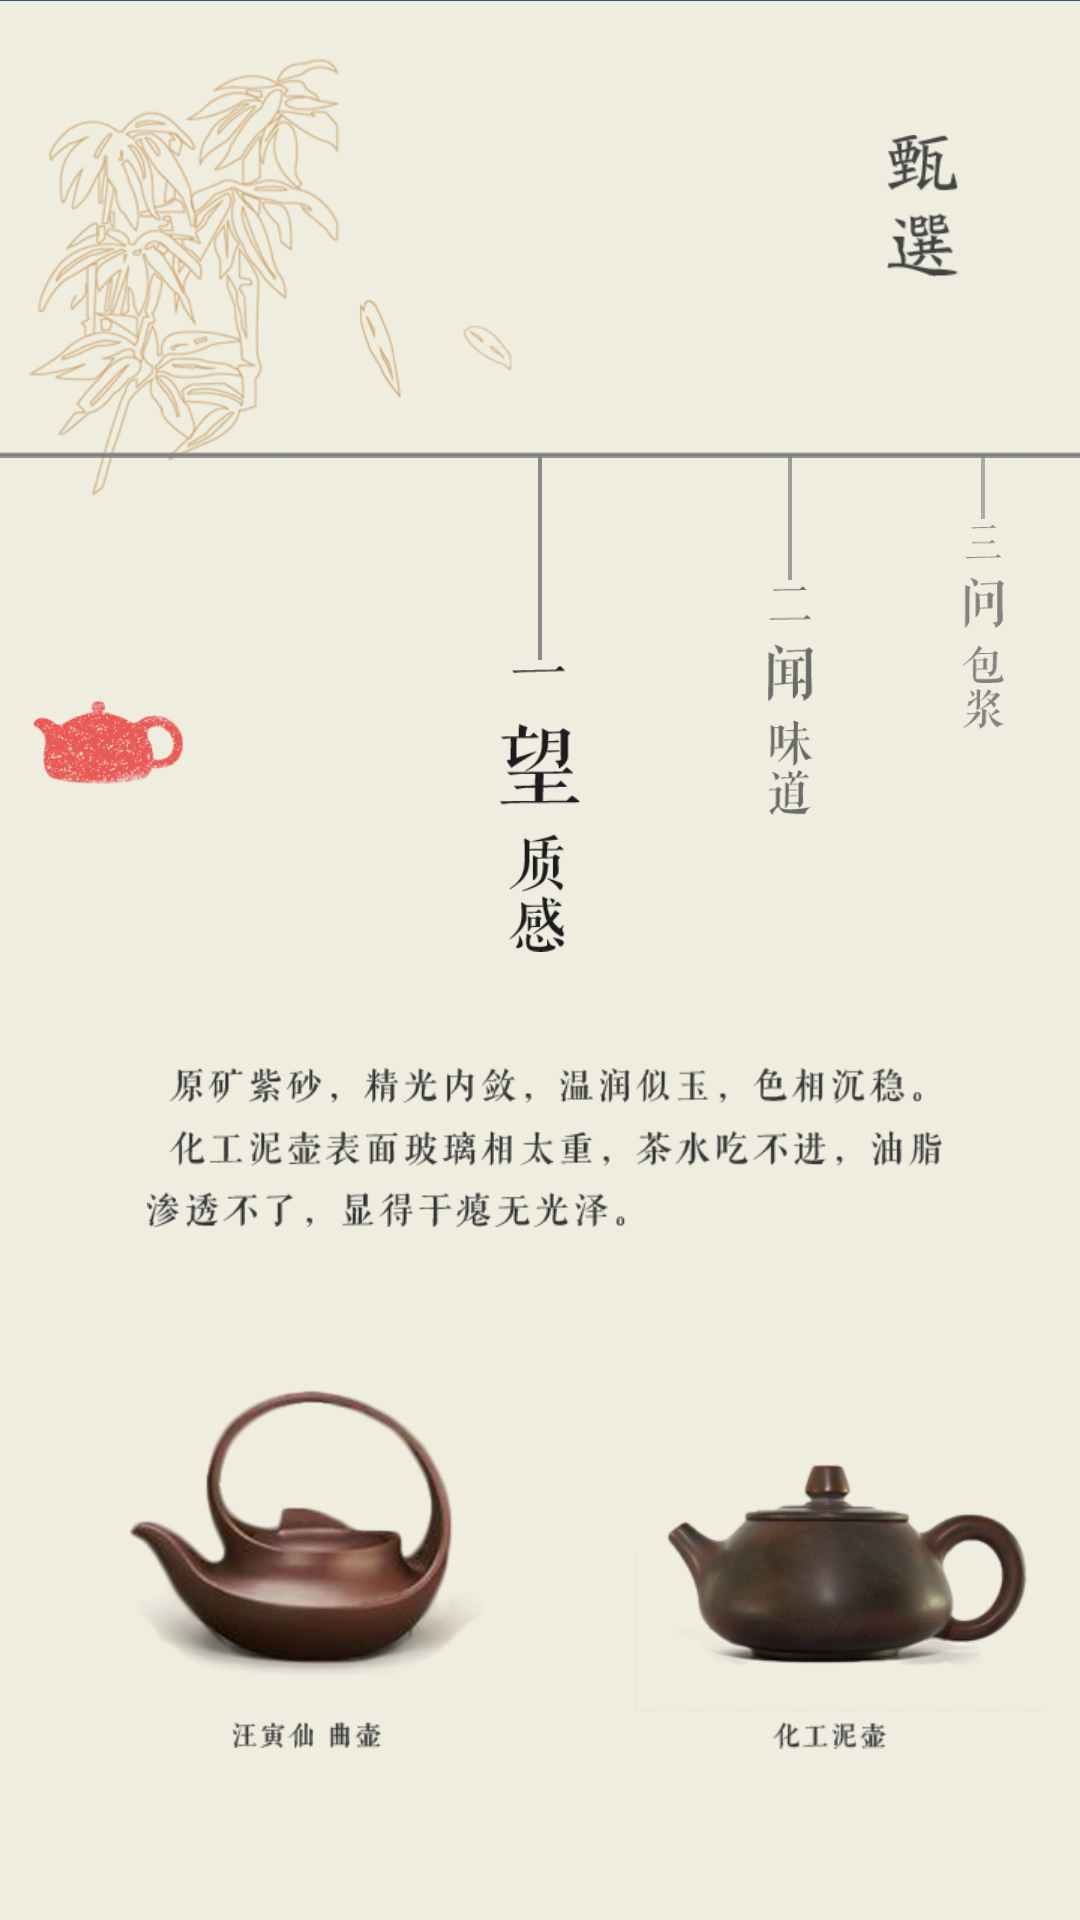 甄選
三问包浆
二闻味道
一望质感
原矿紫砂，精光内敛，温润似玉，色相沉稳。
化工泥壶表面玻璃相太重，茶水吃不进，油脂
渗透不了，显得干瘪无光泽。
汪寅仙 曲壶
化工泥壶